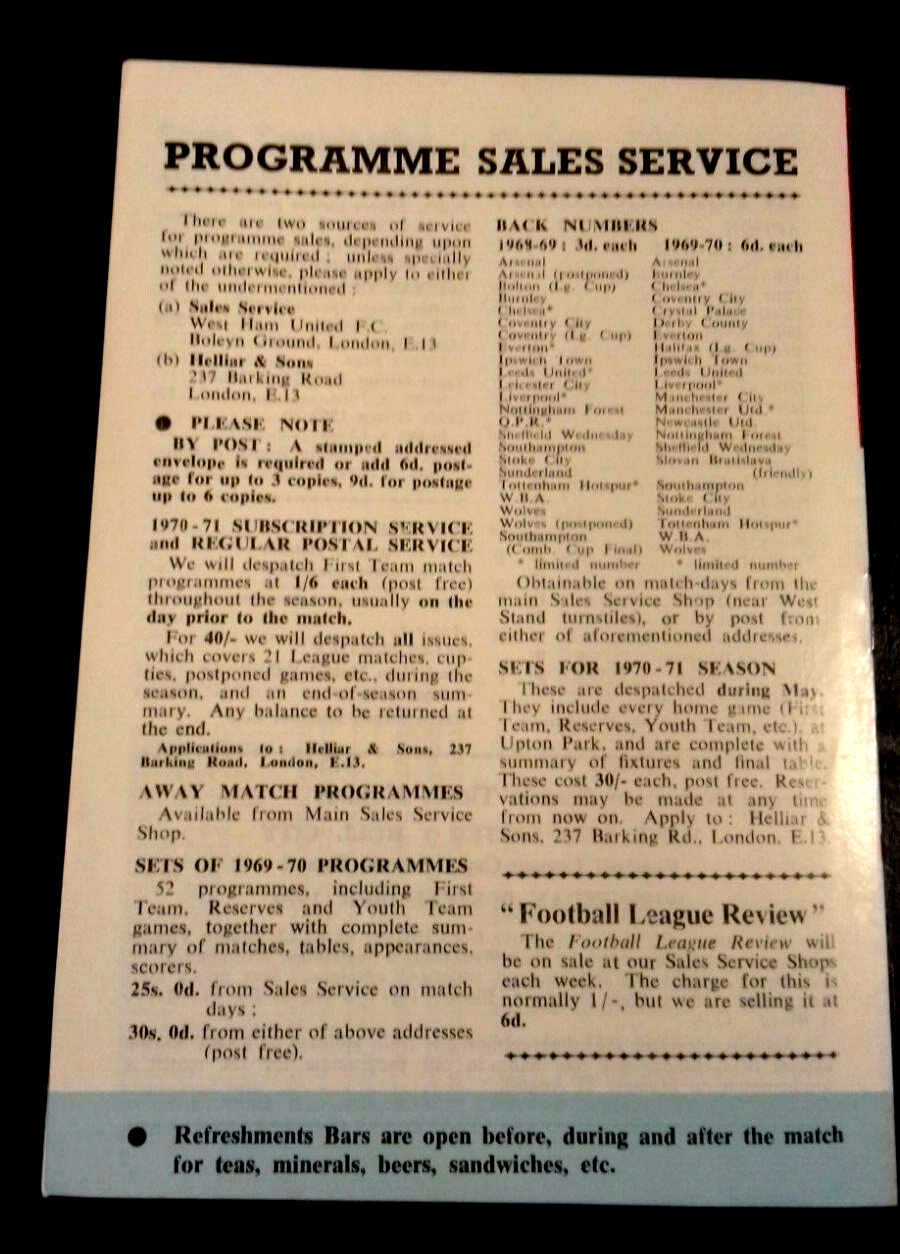 PROGRAMME SALES SERVICE
There are two sources of service
for programme sales, depending upon
which are required ; unless specially
noted otherwise, please apply to either
of the undermentioned :
(a) Sales Service
West Ham United F.C.
Boleyn Ground, London, E.13
(b) Helliar & Sons
237 Barking Road
London, E.13
● PLEASE NOTE
BY POST : A stamped addressed
envelope is required or add 6d. post-
age for up to 3 copies, 9d. for postage
up to 6 copies.
1970-71 SUBSCRIPTION SERVICE
and REGULAR POSTAL SERVICE
We will despatch First Team match
programmes at 1/6 each (post free)
throughout the season, usually on the
day prior to the match.
For 40/- we will despatch all issues,
which covers 21 League matches, cup-
ties, postponed games, etc., during the
season, and an end-of-season sum-
mary. Any balance to be returned at
the end.
Applications to : Helliar & Sons, 237
Barking Road, London, E.13.
AWAY MATCH PROGRAMMES
Available from Main Sales Service
Shop.
SETS OF 1969-70 PROGRAMMES
52 programmes, including First
Team, Reserves and Youth Team
games, together with complete sum-
mary of matches, tables, appearances,
scorers.
25s. 0d. from Sales Service on match
days ;
30s. 0d. from either of above addresses
(post free).
BACK NUMBERS
1968-69 : 3d. each
Arsenal
Arsenal (postponed)
Bolton (Lg. Cup)
Burnley
Chelsea*
Coventry City
Coventry (Lg. Cup)
Everton*
Ipswich Town
Leeds United*
Leicester City
Liverpool*
Nottingham Forest
Q.P.R.*
Sheffield Wednesday
Southampton
Stoke City
Sunderland
Tottenham Hotspur*
W.B.A.
Wolves
Wolves (postponed)
Southampton
(Comb. Cup Final)
* limited number
1969-70 : 6d. each
Arsenal
Burnley
Chelsea*
Coventry City
Crystal Palace
Derby County
Everton
Halifax (Lg. Cup)
Ipswich Town
Leeds United
Liverpool*
Manchester City
Manchester Utd.*
Newcastle Utd.
Nottingham Forest
Sheffield Wednesday
Slovan Bratislava
(friendly)
Southampton
Stoke City
Sunderland
Tottenham Hotspur*
W.B.A.
Wolves
* limited number
Obtainable on match-days from the
main Sales Service Shop (near West
Stand turnstiles), or by post from
either of aforementioned addresses.
SETS FOR 1970-71 SEASON
These are despatched during May.
They include every home game (First
Team, Reserves, Youth Team, etc.), at
Upton Park, and are complete with a
summary of fixtures and final table.
These cost 30/- each, post free. Reser-
vations may be made at any time
from now on. Apply to : Helliar &
Sons, 237 Barking Rd., London, E.13.
“Football League Review”
The Football League Review will
be on sale at our Sales Service Shops
each week. The charge for this is
normally 1/-, but we are selling it at
6d.
● Refreshments Bars are open before, during and after the match
for teas, minerals, beers, sandwiches, etc.